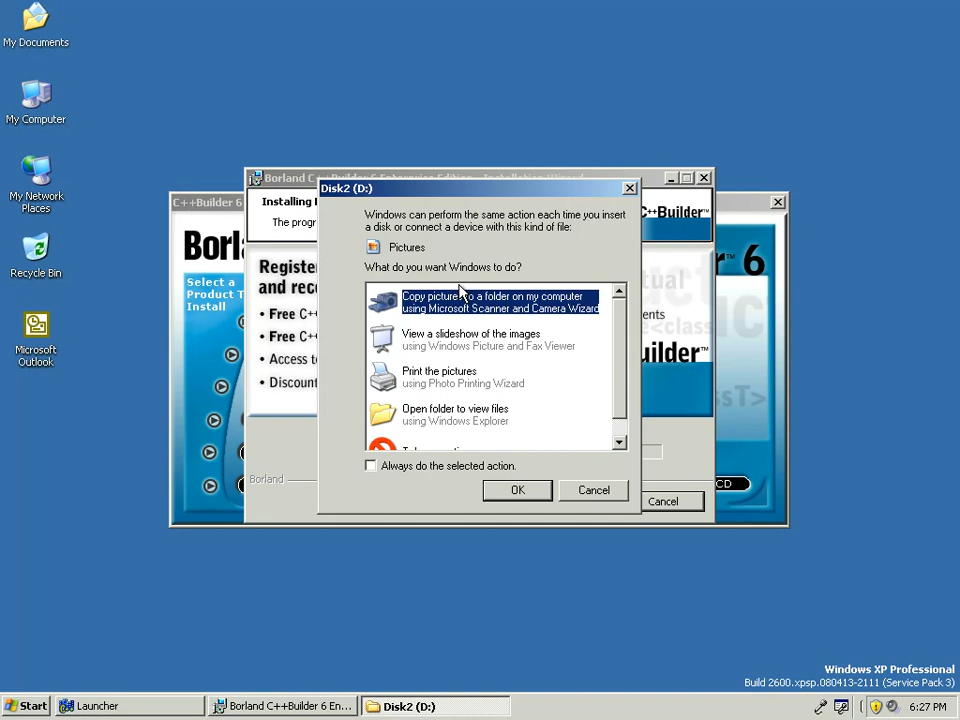 My Documents
My Computer
My Network
Places
Recycle Bin
Microsoft
Outlook
C++Builder 6
Borl
Select a
Product T
Install
6
CD
Borland C++Builder 6 Enterprise Edition - Installation Wizard
Installing
The progr
C++Builder™
Registe
and rec
• Free C+
• Free C+
• Access t
• Discount
tual
ents
<class
uilder™
Borland
Cancel
Disk2 (D:)
Windows can perform the same action each time you insert
a disk or connect a device with this kind of file:
Pictures
What do you want Windows to do?
Copy pictures to a folder on my computer
using Microsoft Scanner and Camera Wizard
View a slideshow of the images
using Windows Picture and Fax Viewer
Print the pictures
using Photo Printing Wizard
Open folder to view files
using Windows Explorer
Always do the selected action.
OK
Cancel
Windows XP Professional
Build 2600.xpsp.080413-2111 (Service Pack 3)
Start
Launcher
Borland C++Builder 6 En...
Disk2 (D:)
6:27 PM